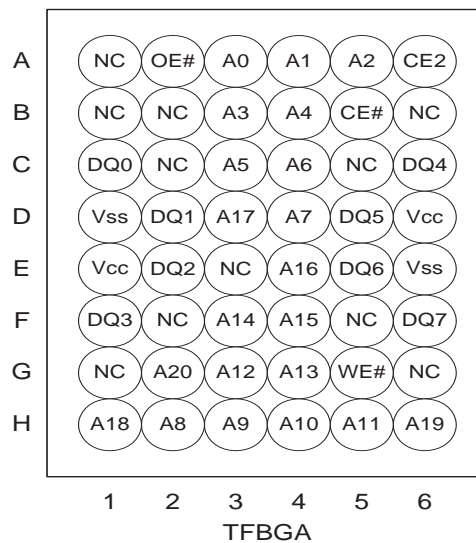 A NC OE# A0 A1 A2 CE2
B NC NC A3 A4 CE# NC
C DQ0 NC A5 A6 NC DQ4
D Vss DQ1 A17 A7 DQ5 Vcc
E Vcc DQ2 NC A16 DQ6 Vss
F DQ3 NC A14 A15 NC DQ7
G NC A20 A12 A13 WE# NC
H A18 A8 A9 A10 A11 A19
1 2 3 4 5 6
TFBGA